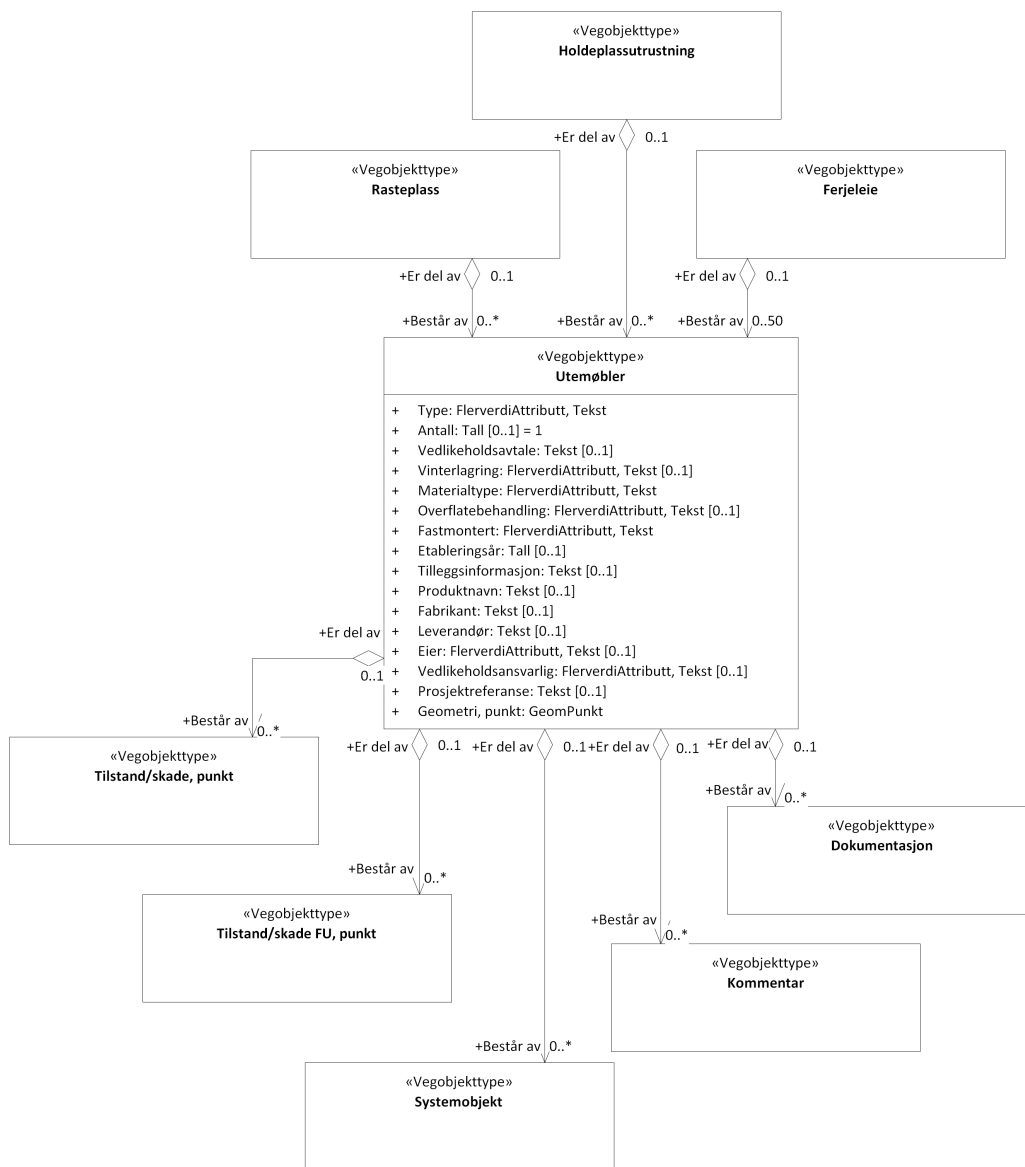 «Vegobjekttype»
Holdeplassutrustning
+Er del av 0..1
«Vegobjekttype»
Rasteplass
«Vegobjekttype»
Ferjeleie
+Er del av 0..1
+Er del av 0..1
+Består av 0..*
+Består av 0..*
+Består av 0..50
«Vegobjekttype»
Utemøbler
+ Type: FlerverdiAttributt, Tekst
+ Antall: Tall [0..1] = 1
+ Vedlikeholdsavtale: Tekst [0..1]
+ Vinterlagring: FlerverdiAttributt, Tekst [0..1]
+ Materialtype: FlerverdiAttributt, Tekst
+ Overflatebehandling: FlerverdiAttributt, Tekst [0..1]
+ Fastmontert: FlerverdiAttributt, Tekst
+ Etableringsår: Tall [0..1]
+ Tilleggsinformasjon: Tekst [0..1]
+ Produktnavn: Tekst [0..1]
+ Fabrikant: Tekst [0..1]
+ Leverandør: Tekst [0..1]
+ Eier: FlerverdiAttributt, Tekst [0..1]
+ Vedlikeholdsansvarlig: FlerverdiAttributt, Tekst [0..1]
+ Prosjektreferanse: Tekst [0..1]
+ Geometri, punkt: GeomPunkt
+Er del av
0..1
+Består av
0..*
«Vegobjekttype»
Tilstand/skade, punkt
+Er del av 0..1
+Er del av 0..1
+Er del av 0..1
+Er del av 0..1
+Består av 0..*
«Vegobjekttype»
Dokumentasjon
+Består av 0..*
«Vegobjekttype»
Tilstand/skade FU, punkt
+Består av 0..*
«Vegobjekttype»
Kommentar
+Består av 0..*
«Vegobjekttype»
Systemobjekt